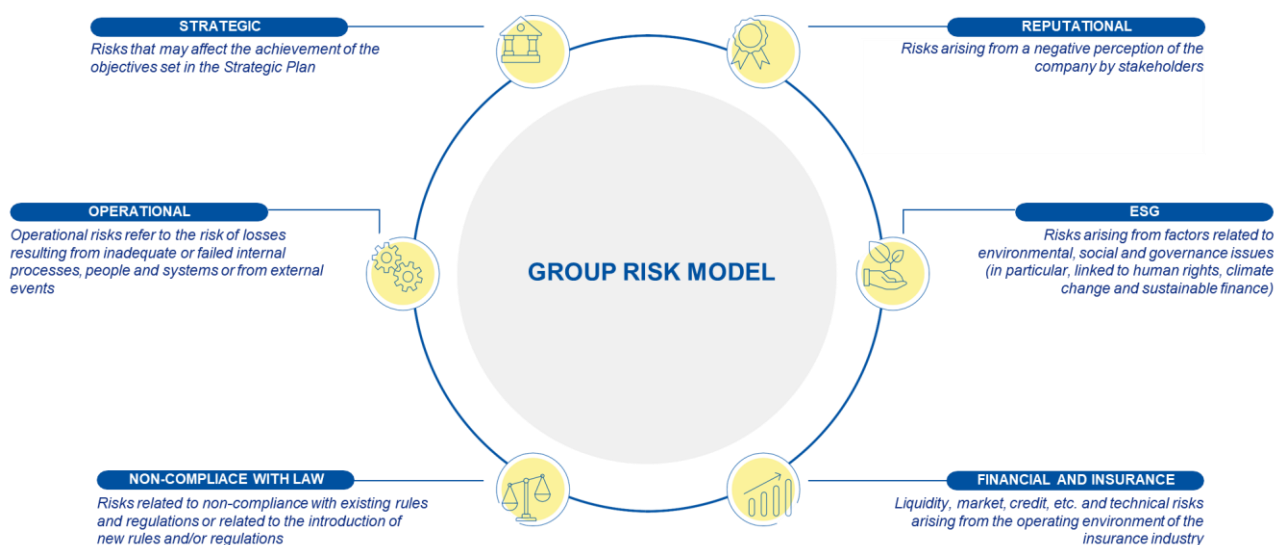 STRATEGIC
Risks that may affect the achievement of the
objectives set in the Strategic Plan
REPUTATIONAL
Risks arising from a negative perception of the
company by stakeholders
OPERATIONAL
Operational risks refer to the risk of losses
resulting from inadequate or failed internal
processes, people and systems or from external
events
GROUP RISK MODEL
ESG
Risks arising from factors related to
environmental, social and governance issues
(in particular, linked to human rights, climate
change and sustainable finance)
NON-COMPLIACE WITH LAW
Risks related to non-compliance with existing rules
and regulations or related to the introduction of
new rules and/or regulations
FINANCIAL AND INSURANCE
Liquidity, market, credit, etc. and technical risks
arising from the operating environment of the
insurance industry